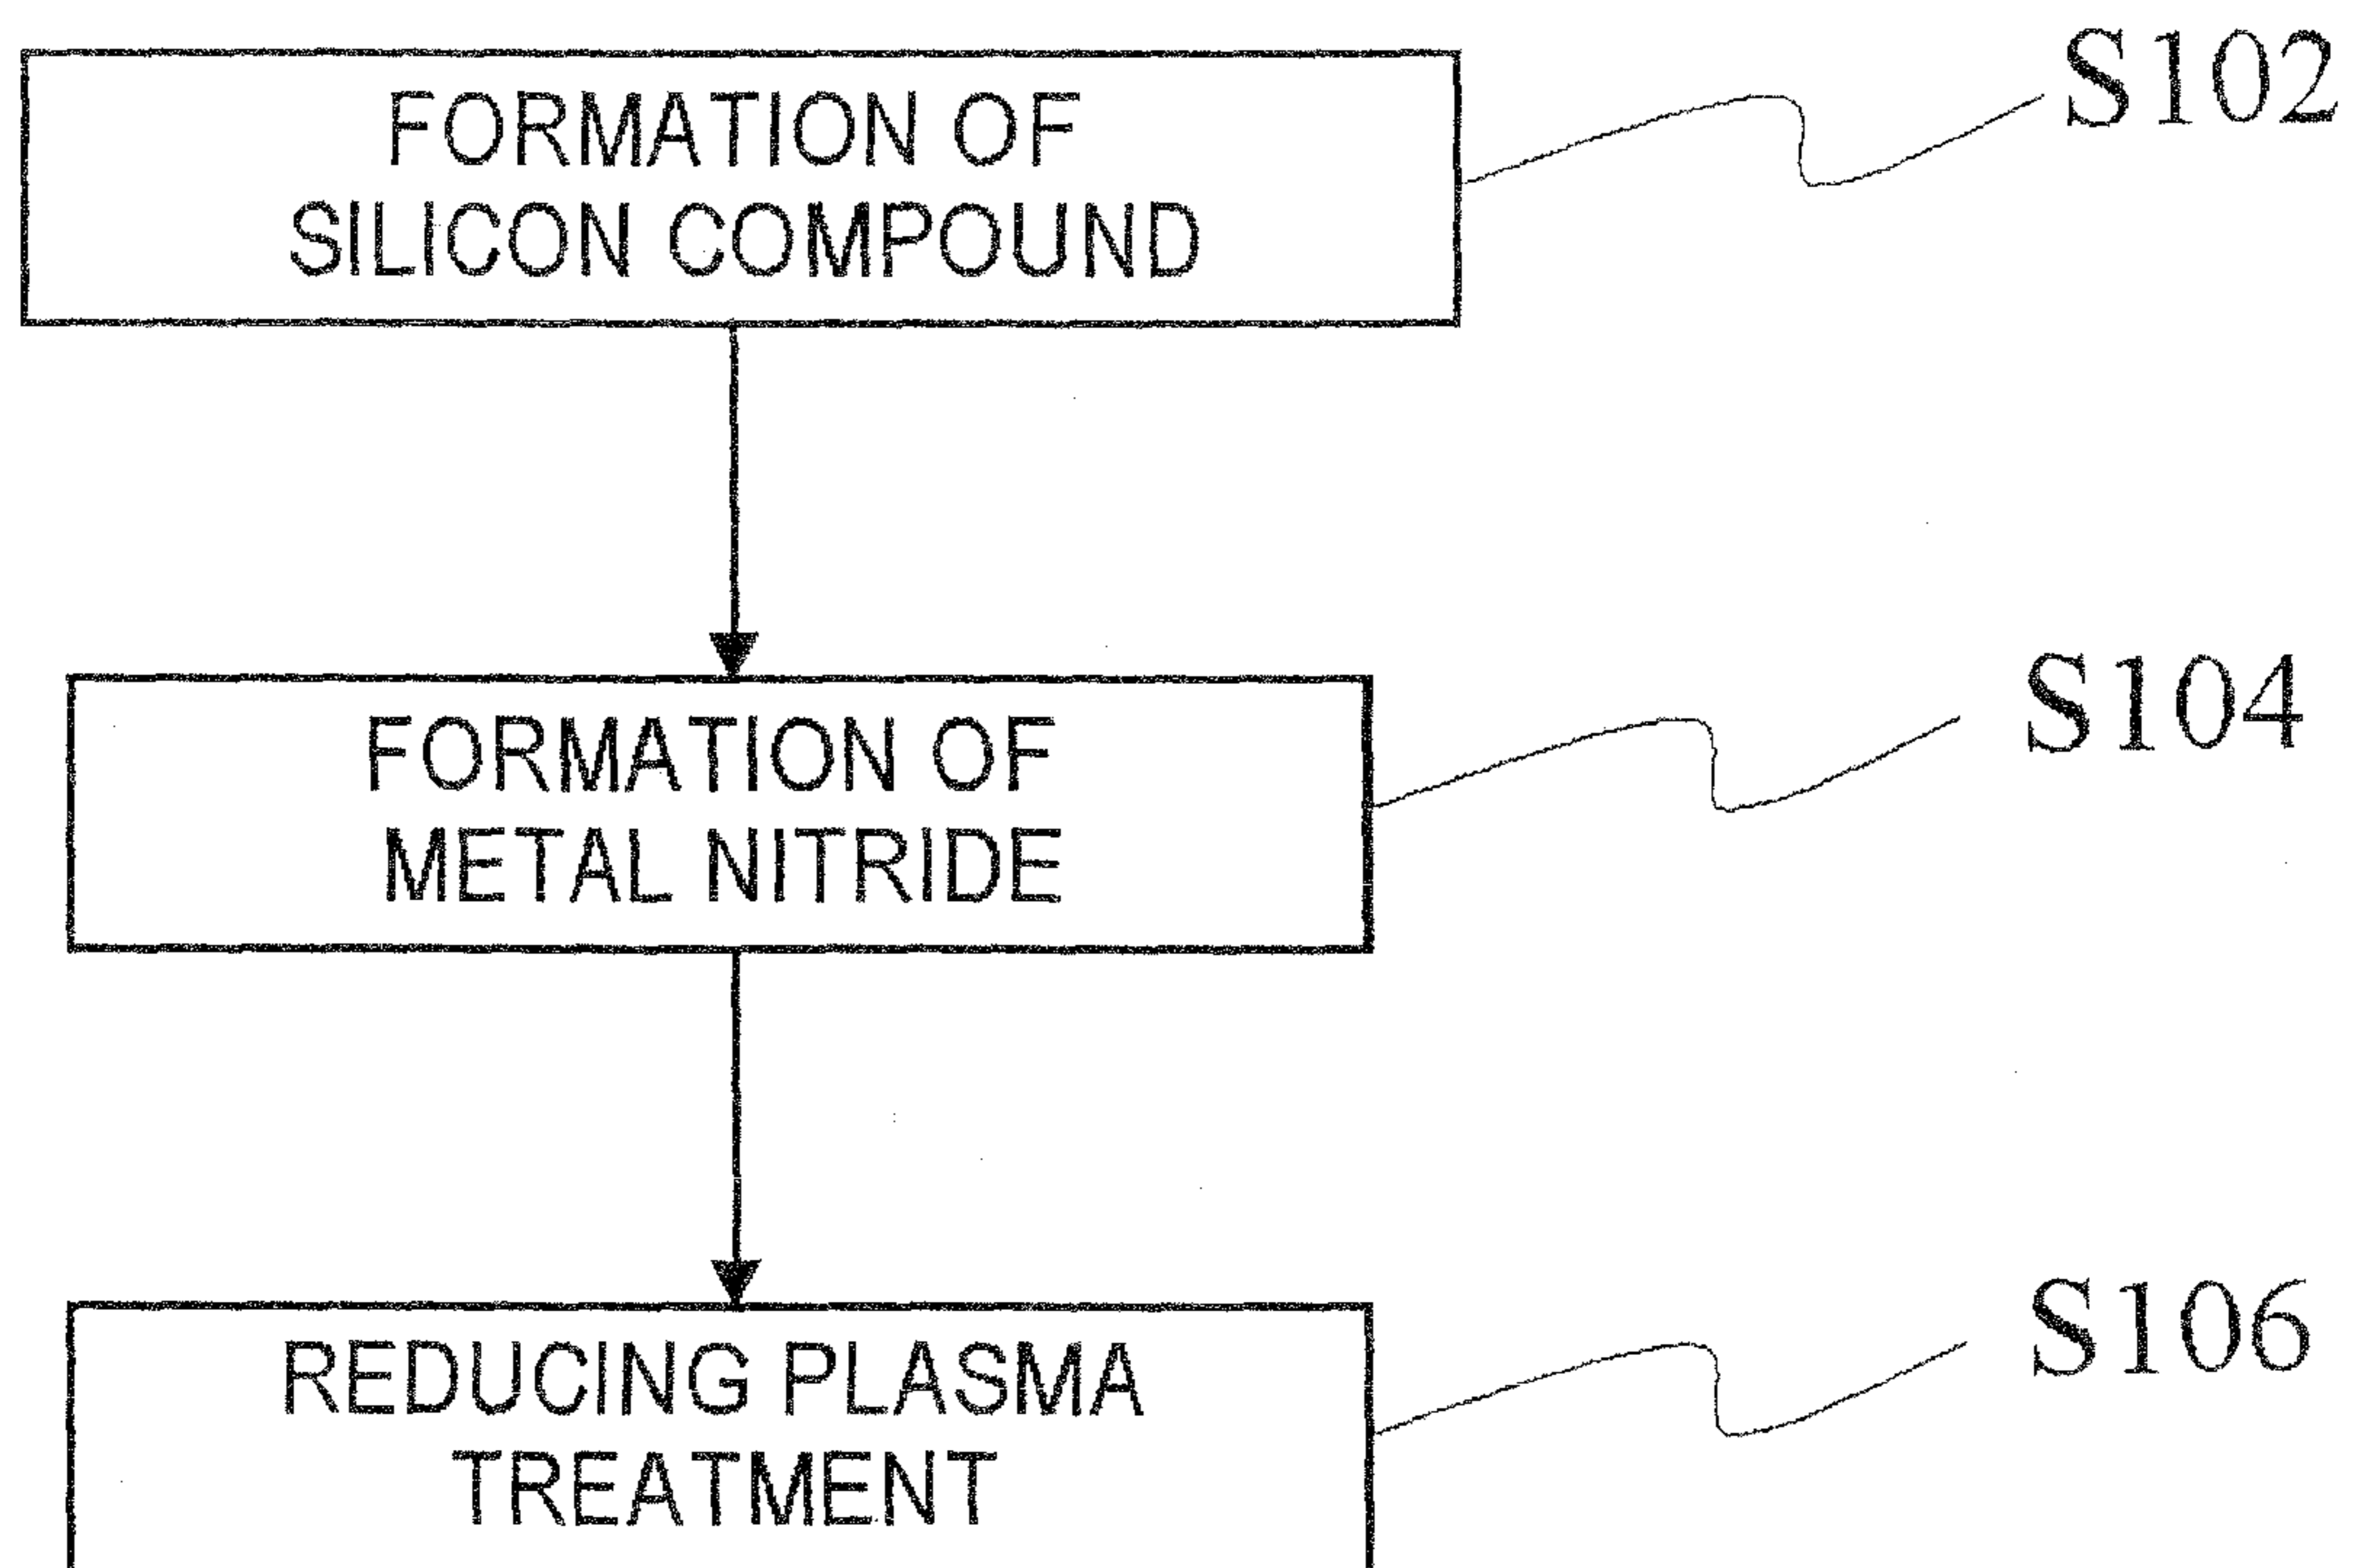 FORMATION OF
SILICON COMPOUND
S102
FORMATION OF
METAL NITRIDE
S104
REDUCING PLASMA
TREATMENT
S106